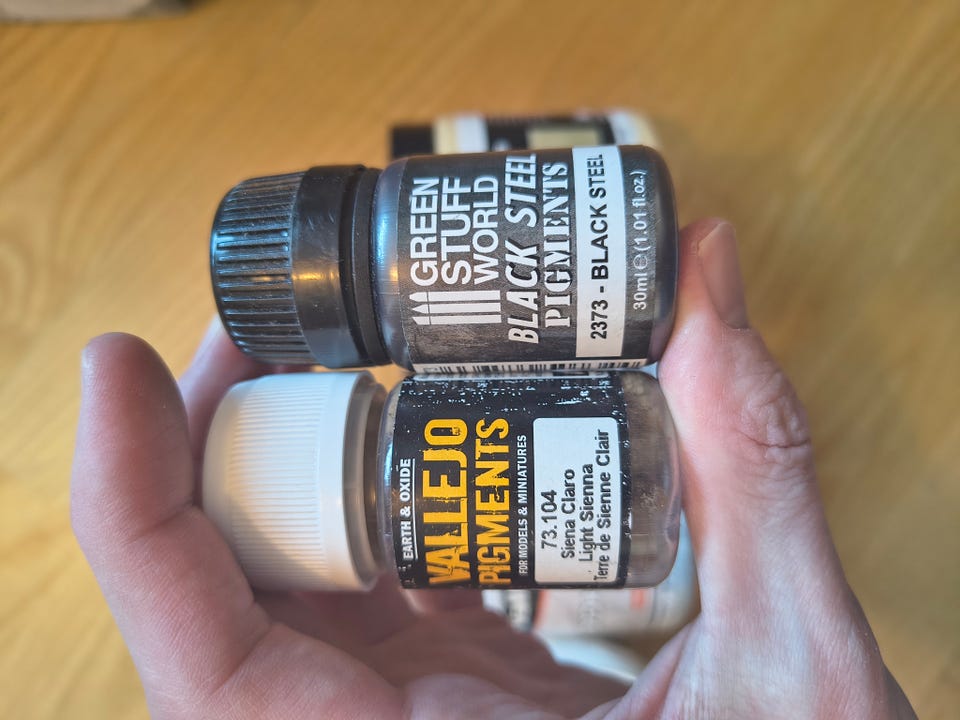 GREEN
STUFF
WORLD
BLACK STEEL
PIGMENTS
2373 - BLACK STEEL
30ml ℮ (1.01 fl.oz.)
EARTH & OXIDE
VALLEJO
PIGMENTS
FOR MODELS & MINIATURES
73.104
Siena Claro
Light Sienna
Terre de Sienne Clair